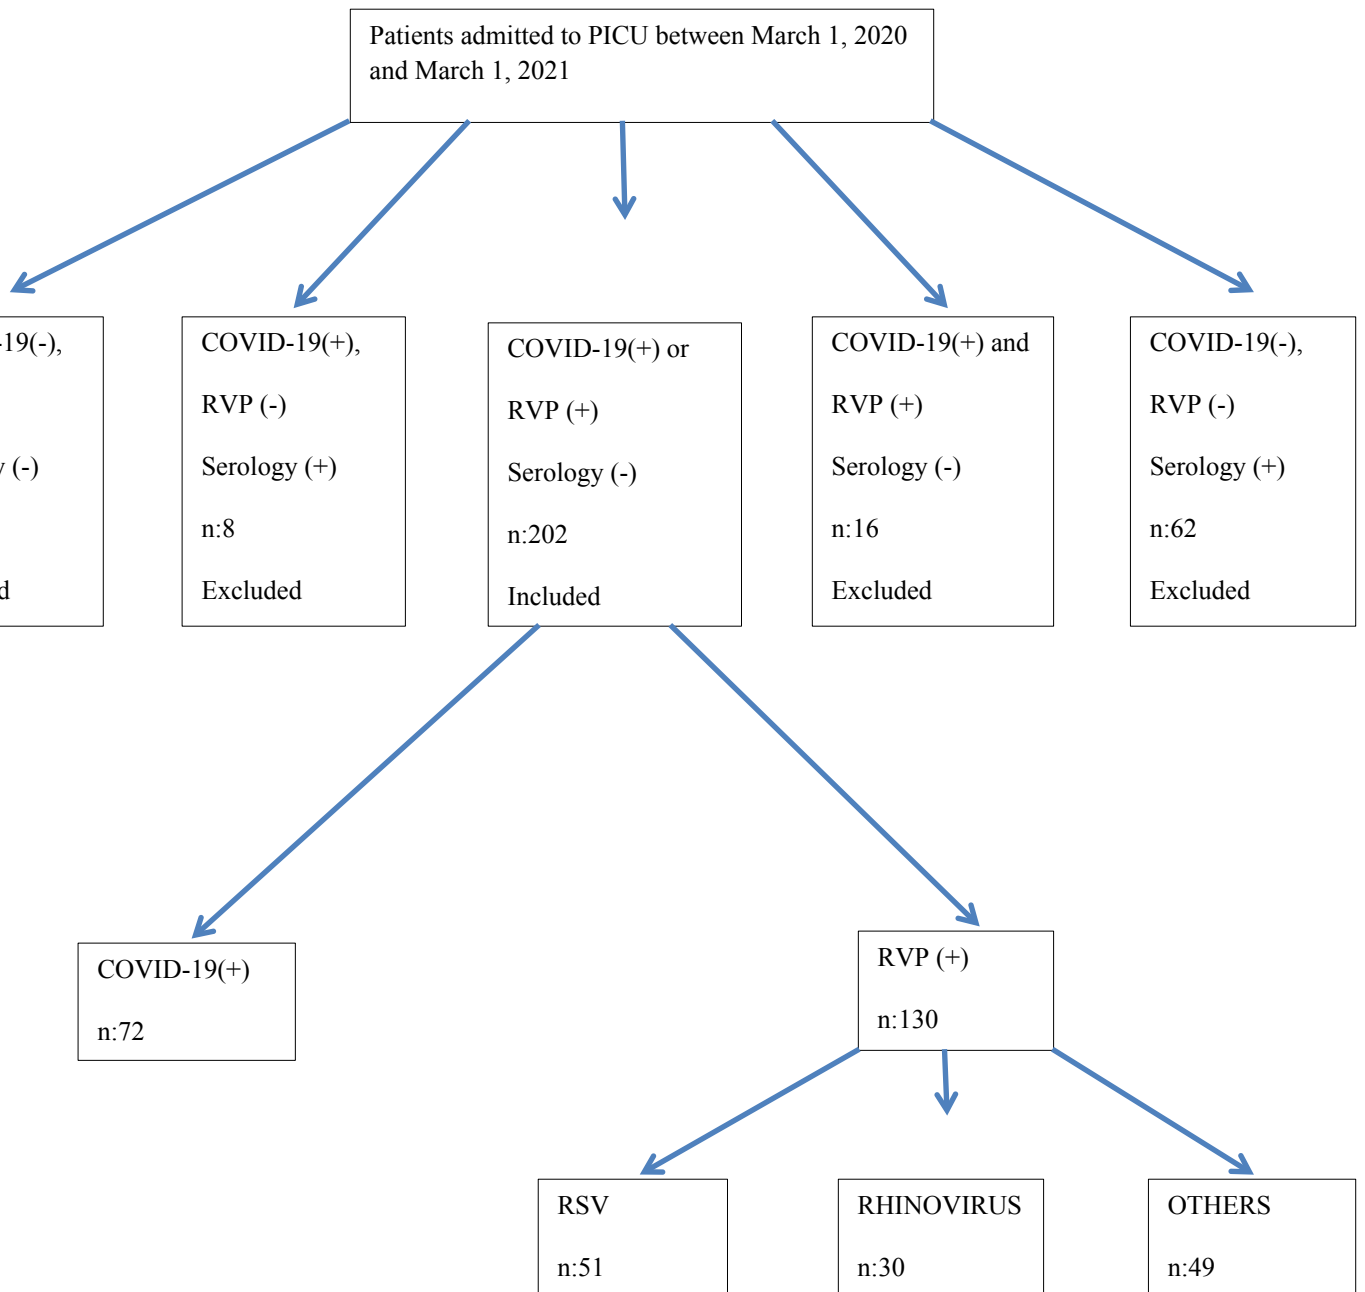 Patients admitted to PICU between March 1, 2020
and March 1, 2021
-19(-),
(-)
COVID-19(+),
RVP (-)
Serology (+)
n:8
Excluded
COVID-19(+) or
RVP (+)
Serology (-)
n:202
Included
COVID-19(+) and
RVP (+)
Serology (-)
n:16
Excluded
COVID-19(-),
RVP (-)
Serology (+)
n:62
Excluded
COVID-19(+)
n:72
RVP (+)
n:130
RSV
n:51
RHINOVIRUS
n:30
OTHERS
n:49